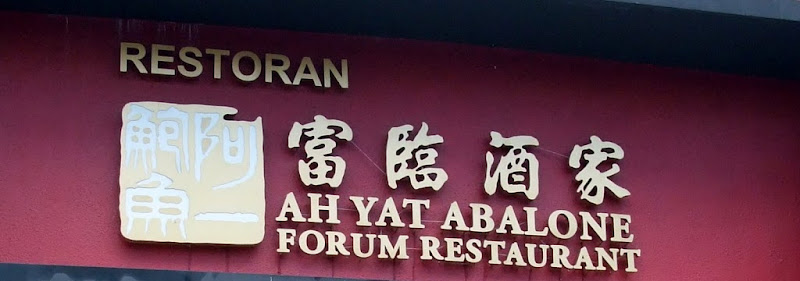 RESTORAN
阿一
鮑魚
富臨酒家
AH YAT ABALONE
FORUM RESTAURANT